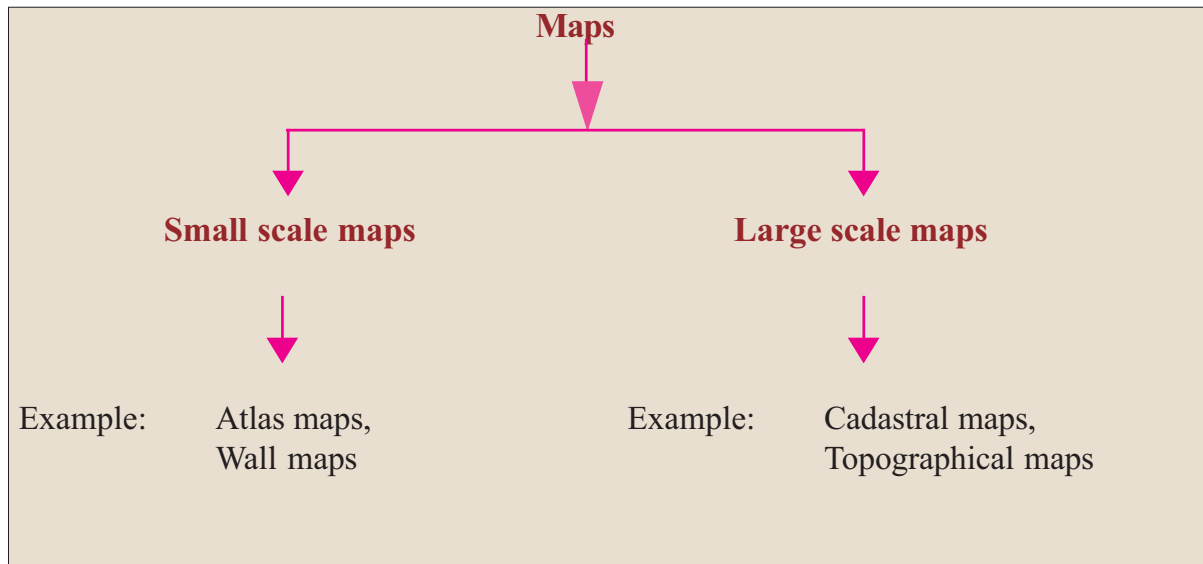 Maps
Small scale maps
Large scale maps
Example: Atlas maps,
Wall maps
Example: Cadastral maps,
Topographical maps